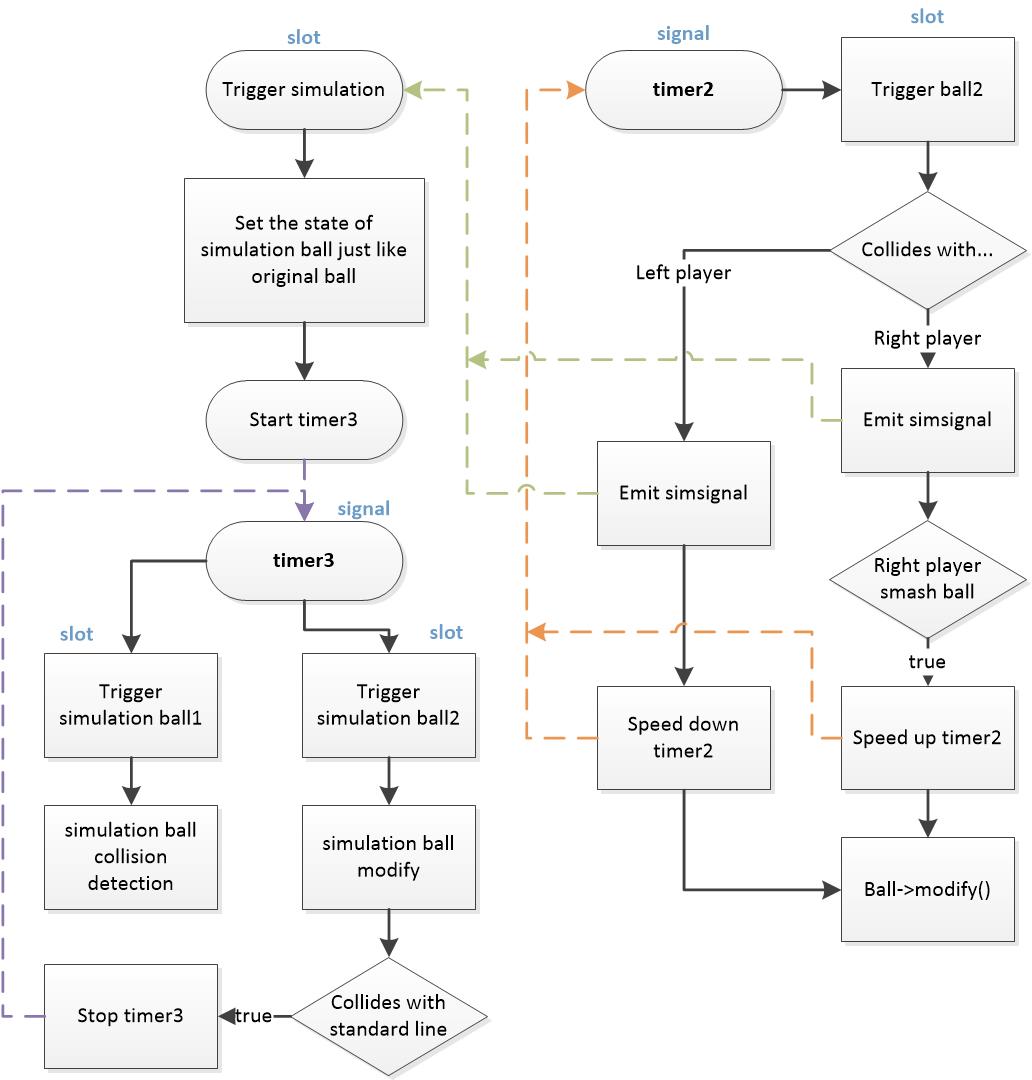 slot
Trigger simulation
Set the state of
simulation ball just like
original ball
Start timer3
signal
timer3
slot
Trigger
simulation ball1
simulation ball
collision
detection
slot
Trigger
simulation ball2
simulation ball
modify
Collides with
standard line
true
Stop timer3
signal
timer2
slot
Trigger ball2
Collides with...
Left player
Emit simsignal
Speed down
timer2
Right player
Emit simsignal
Right player
smash ball
true
Speed up timer2
Ball->modify()